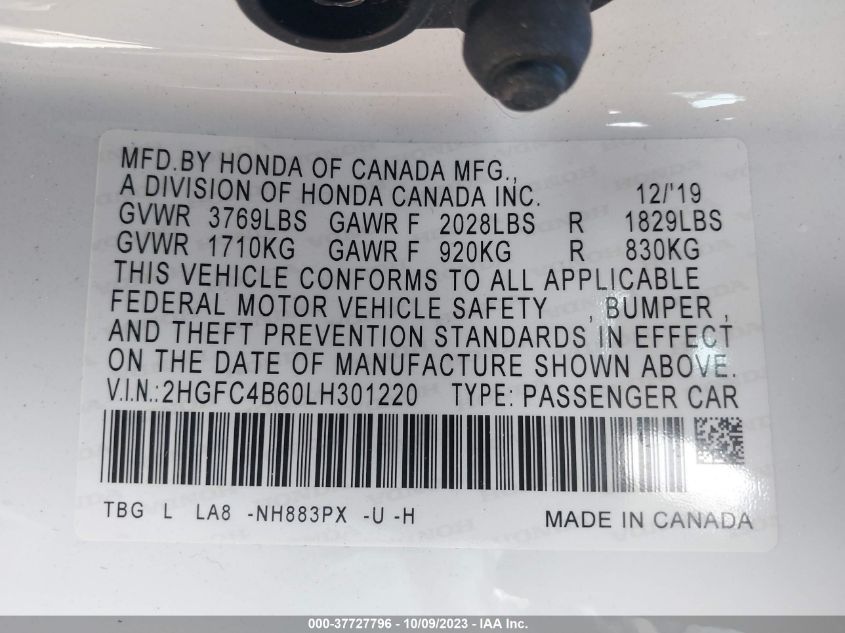 MFD.BY HONDA OF CANADA MFG.,
A DIVISION OF HONDA CANADA INC. 12/'19
GVWR 3769LBS GAWR F 2028LBS R 1829LBS
GVWR 1710KG GAWR F 920KG R 830KG
THIS VEHICLE CONFORMS TO ALL APPLICABLE
FEDERAL MOTOR VEHICLE SAFETY , BUMPER ,
AND THEFT PREVENTION STANDARDS IN EFFECT
ON THE DATE OF MANUFACTURE SHOWN ABOVE.
V.I.N.:2HGFC4B60LH301220 TYPE: PASSENGER CAR
TBG L LA8 -NH883PX -U -H MADE IN CANADA
000-37727796 - 10/09/2023 - IAA Inc.